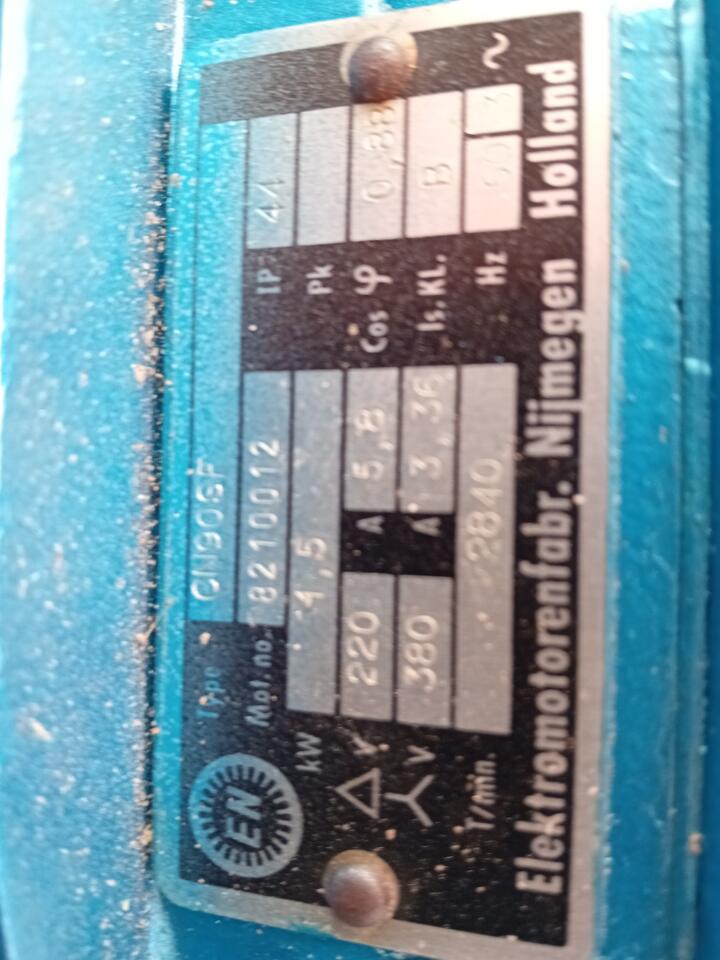 EN
Type CN90SF
Mot. no. 8210012 IP 44
kW 1,5 Pk
△ V 220 A 5,8 Cos φ 0,88
V 380 A 3,36 Is.KL. B
T/min. 2840 Hz 50 3 ~
Elektromotorenfabr. Nijmegen Holland